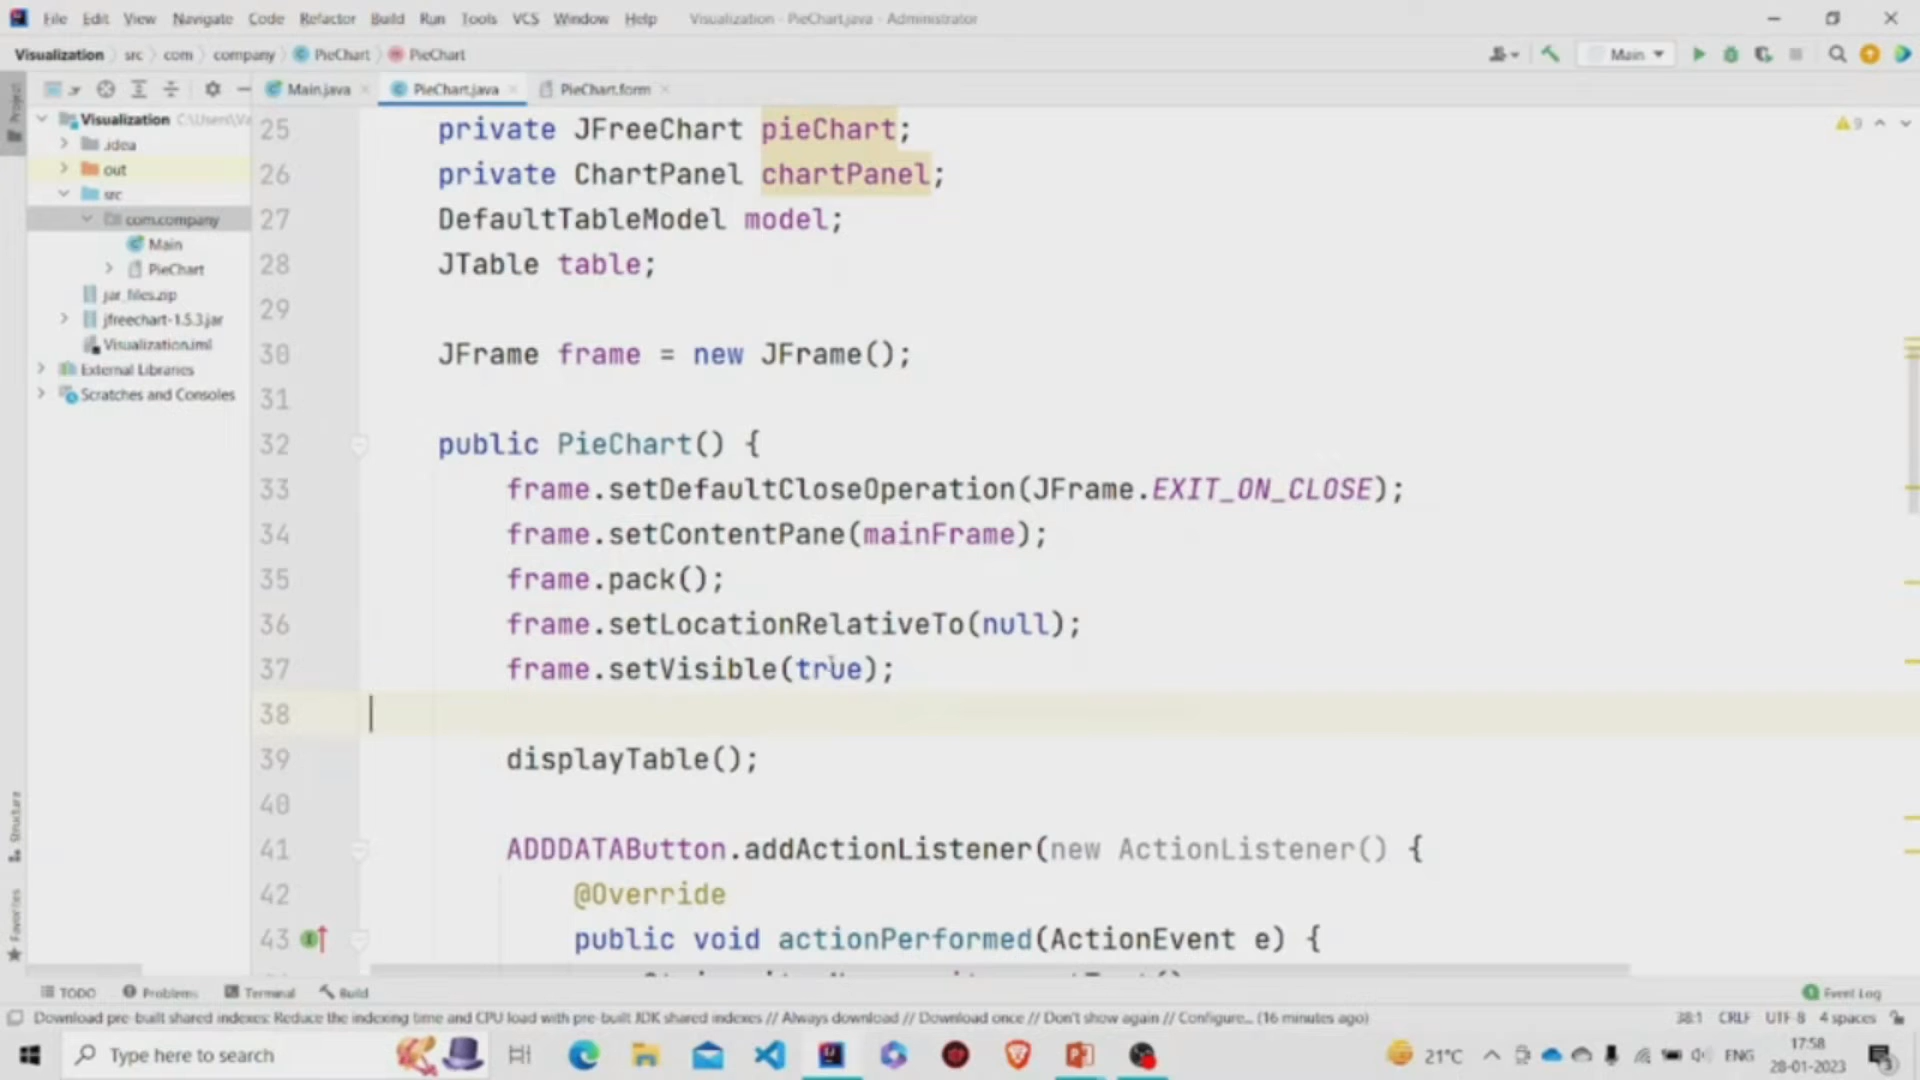 File Edit View Navigate Code Refactor Build Run Tools VCS Window Help Visualization - PieChart.java - Administrator
Visualization src com company PieChart PieChart
Main
Project
Main.java PieChart.java PieChart.form
Visualization
9
.idea
out
src
com.company
Main
PieChart
jar_files.zip
jfreechart-1.5.3.jar
Visualization.iml
External Libraries
Scratches and Consoles
25 private JFreeChart pieChart;
26 private ChartPanel chartPanel;
27 DefaultTableModel model;
28 JTable table;
29
30 JFrame frame = new JFrame();
31
32 public PieChart() {
33 frame.setDefaultCloseOperation(JFrame.EXIT_ON_CLOSE);
34 frame.setContentPane(mainFrame);
35 frame.pack();
36 frame.setLocationRelativeTo(null);
37 frame.setVisible(true);
38
39 displayTable();
40
41 ADDDATAButton.addActionListener(new ActionListener() {
42 @Override
43 public void actionPerformed(ActionEvent e) {
Structure
Favorites
TODO Problems Terminal Build Event Log
Download pre-built shared indexes: Reduce the indexing time and CPU load with pre-built JDK shared indexes // Always download // Download once // Don't show again // Configure... (16 minutes ago) 38:1 CRLF UTF-8 4 spaces
Type here to search 21°C ENG 17:58
28-01-2023